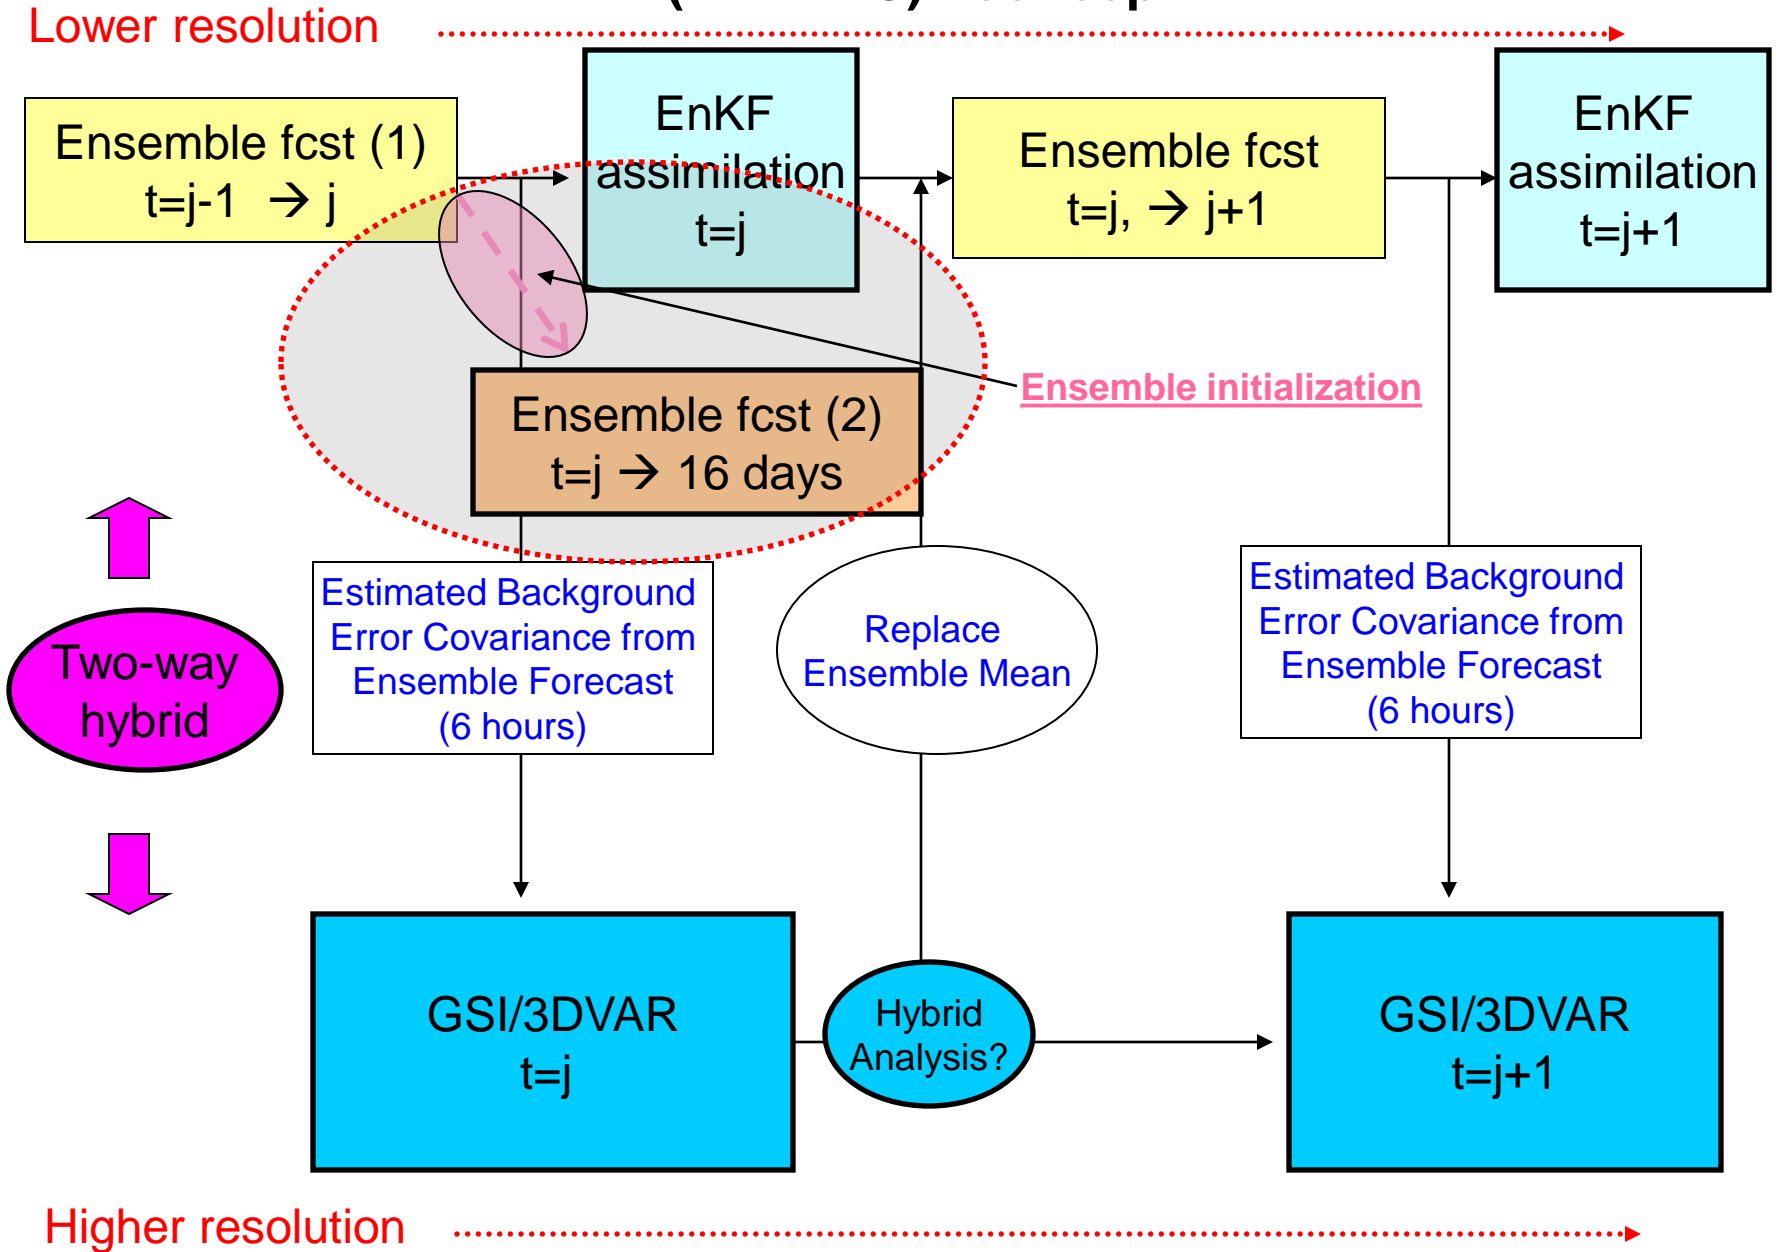 Lower resolution
Ensemble fcst (1)
t=j-1 → j
EnKF
assimilation
t=j
Ensemble fcst
t=j, → j+1
EnKF
assimilation
t=j+1
Ensemble initialization
Ensemble fcst (2)
t=j → 16 days
Two-way
hybrid
Estimated Background
Error Covariance from
Ensemble Forecast
(6 hours)
Replace
Ensemble Mean
Estimated Background
Error Covariance from
Ensemble Forecast
(6 hours)
GSI/3DVAR
t=j
Hybrid
Analysis?
GSI/3DVAR
t=j+1
Higher resolution